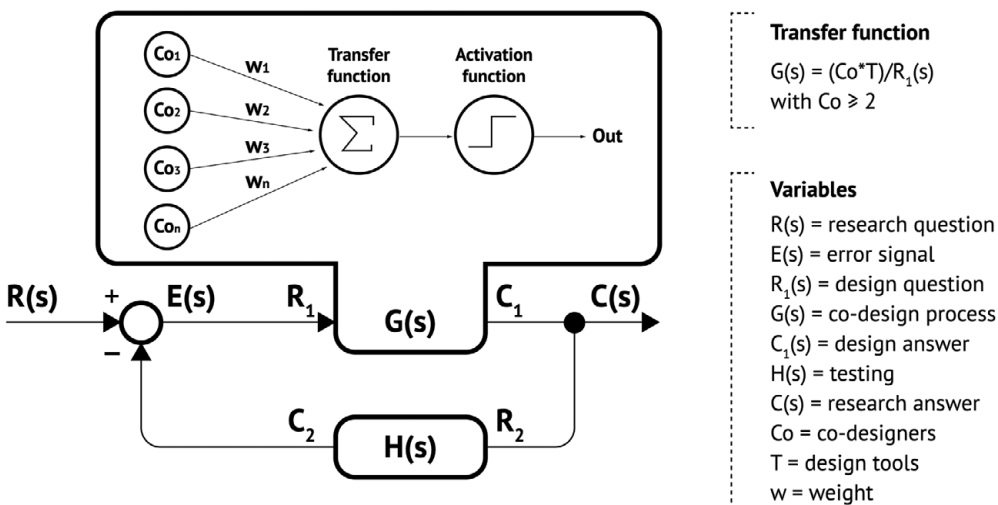 Co₁
Co₂
Co₃
Coₙ
w₁
w₂
w₃
wₙ
Transfer
function
Σ
Activation
function
Out
R(s)
+
−
E(s)
R₁
G(s)
C₁
C(s)
C₂
H(s)
R₂
Transfer function
G(s) = (Co*T)/R₁(s)
with Co ⩾ 2
Variables
R(s) = research question
E(s) = error signal
R₁(s) = design question
G(s) = co-design process
C₁(s) = design answer
H(s) = testing
C(s) = research answer
Co = co-designers
T = design tools
w = weight